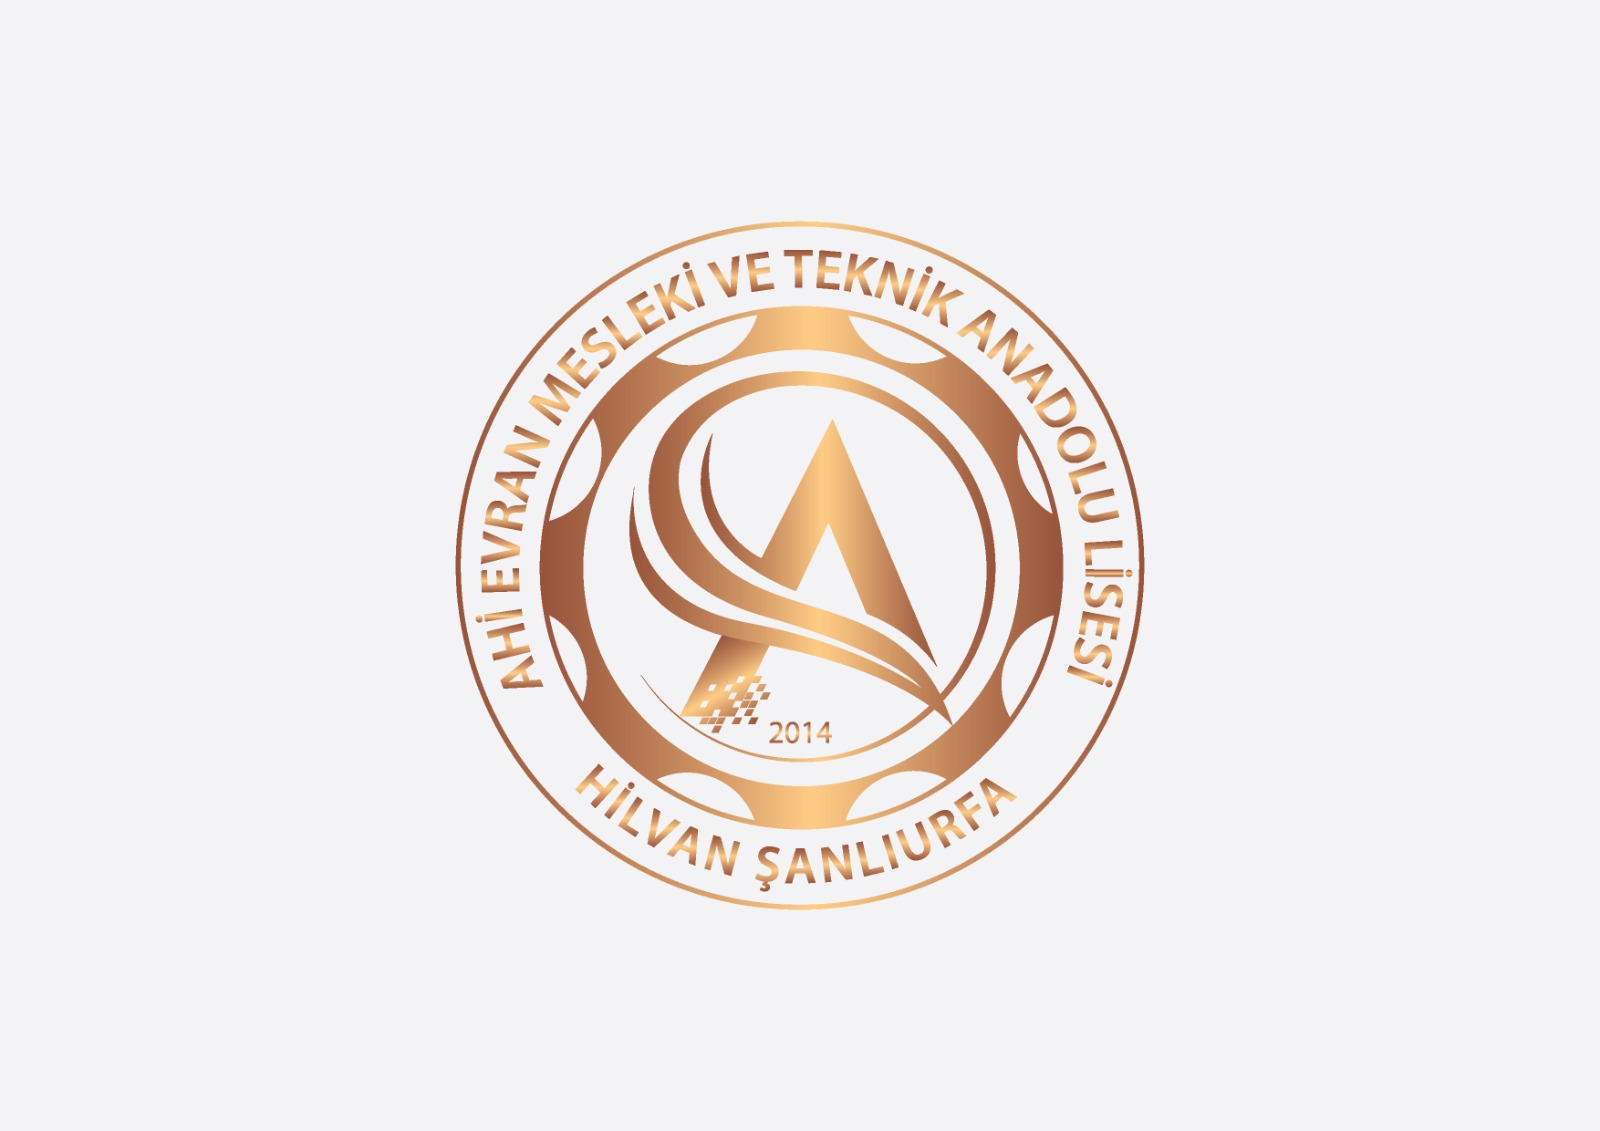 AHİ EVRAN MESLEKİ VE TEKNİK ANADOLU LİSESİ
2014
HİLVAN ŞANLIURFA